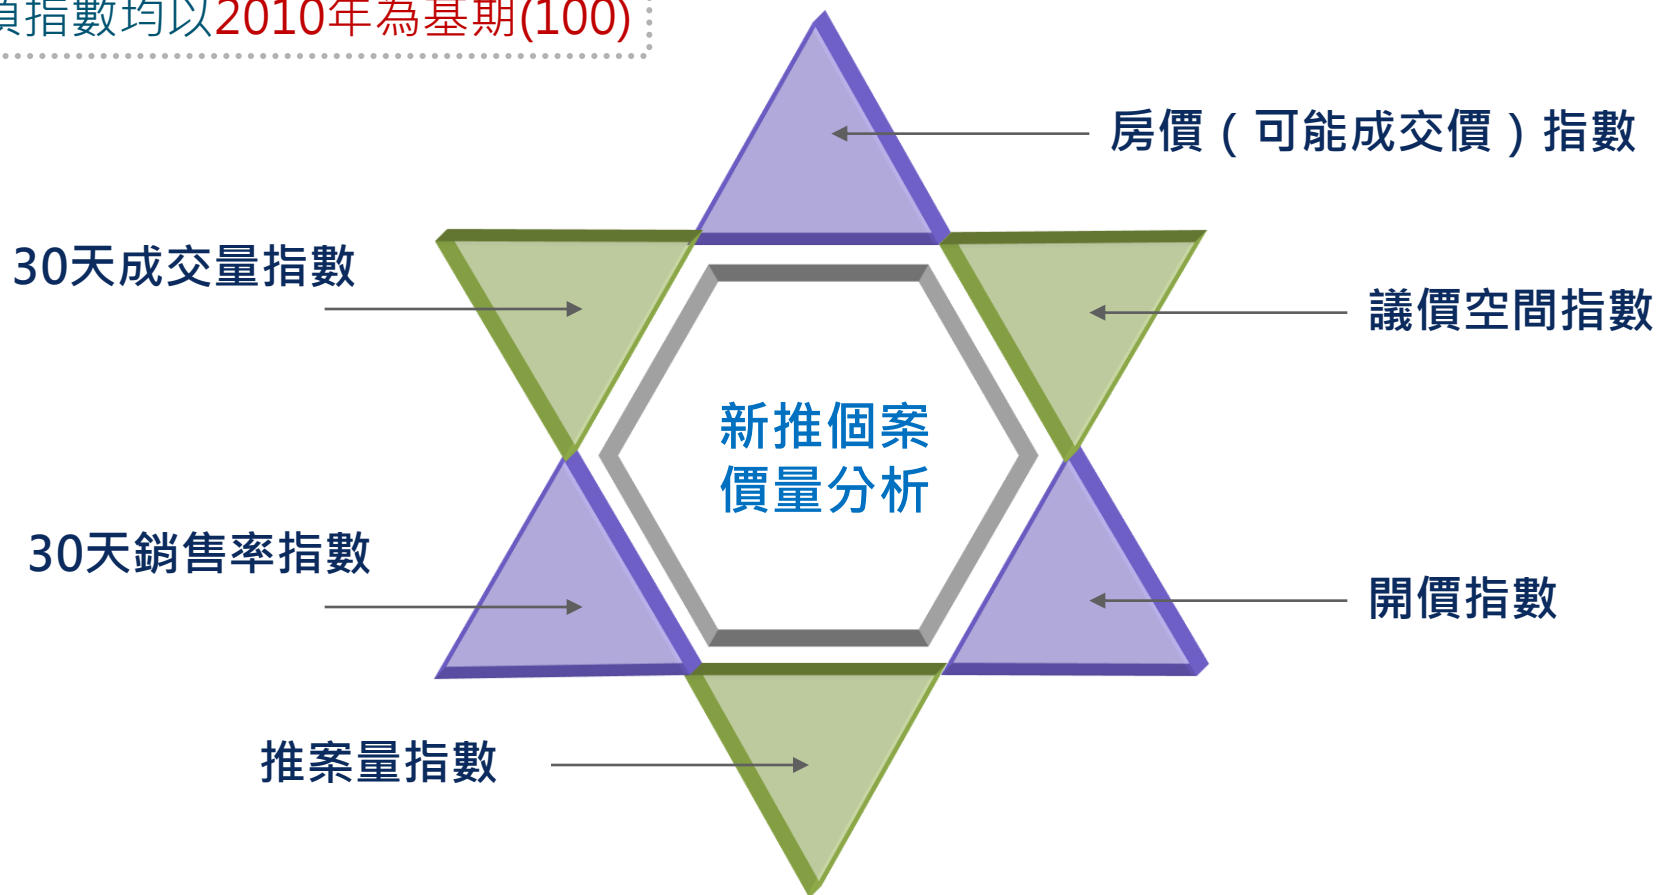 指數均以2010年為基期(100)
房價（可能成交價）指數
30天成交量指數
議價空間指數
新推個案
價量分析
30天銷售率指數
開價指數
推案量指數